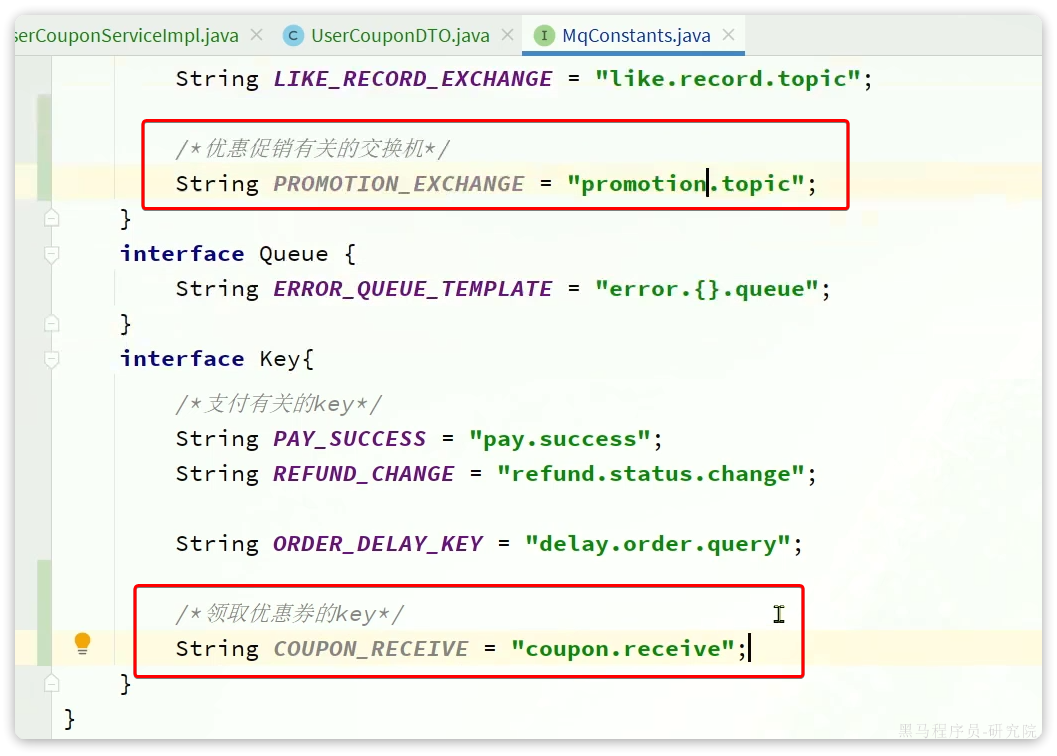 serCouponServiceImpl.java UserCouponDTO.java MqConstants.java
String LIKE_RECORD_EXCHANGE = "like.record.topic";
/*优惠促销有关的交换机*/
String PROMOTION_EXCHANGE = "promotion.topic";
}
interface Queue {
String ERROR_QUEUE_TEMPLATE = "error.{}.queue";
}
interface Key{
/*支付有关的key*/
String PAY_SUCCESS = "pay.success";
String REFUND_CHANGE = "refund.status.change";
String ORDER_DELAY_KEY = "delay.order.query";
/*领取优惠券的key*/
String COUPON_RECEIVE = "coupon.receive";
}
}
黑马程序员-研究院